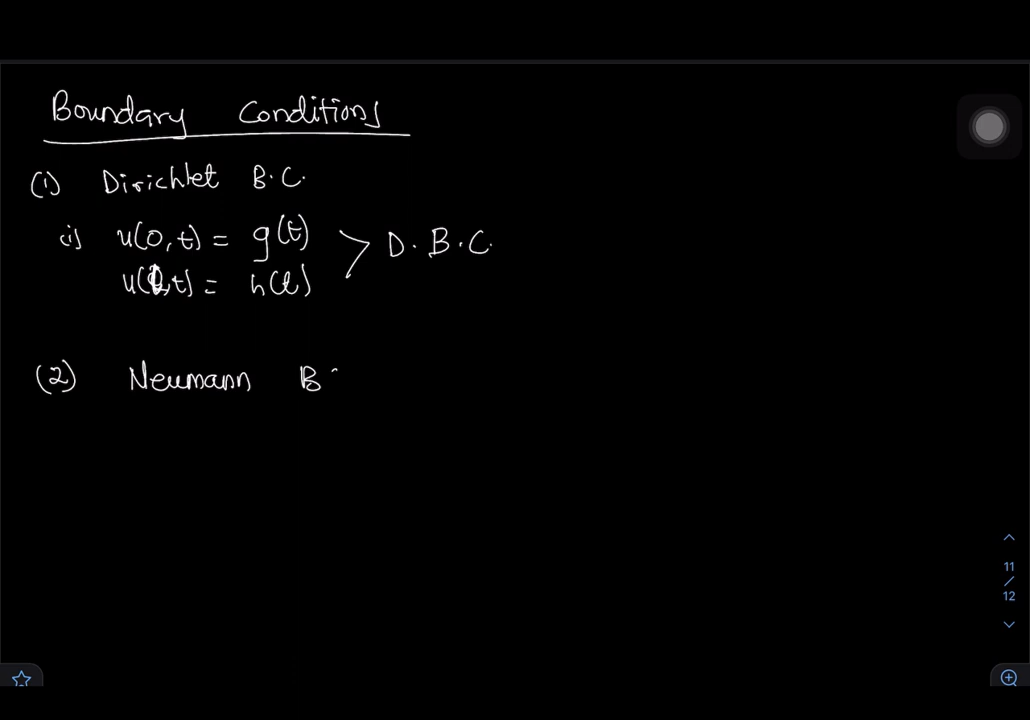 Boundary Conditions
(1) Dirichlet B.C.
(i) u(0,t) = g(t)
u(l,t) = h(t)
> D.B.C.
(2) Neumann B
11
/
12